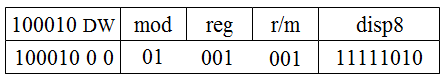 100010 DW mod reg r/m disp8
100010 0 0 01 001 001 11111010